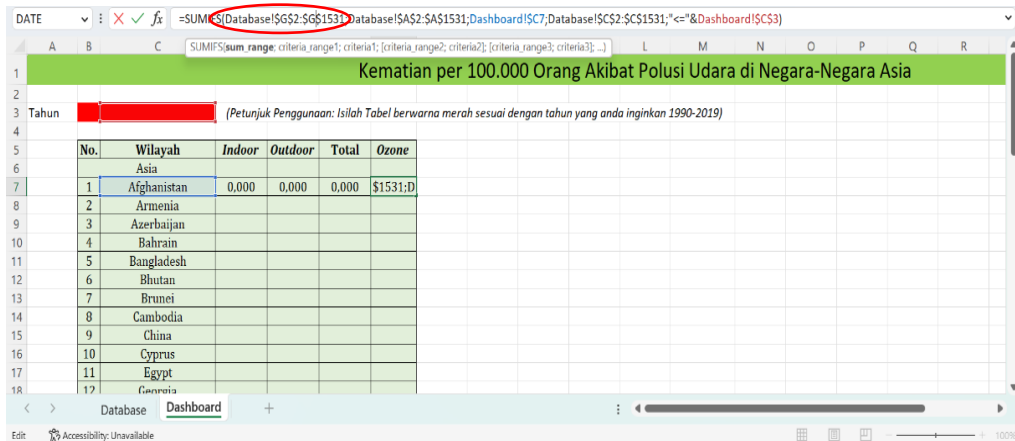 DATE =SUMIFS(Database!$G$2:$G$1531;Database!$A$2:$A$1531;Dashboard!$C7;Database!$C$2:$C$1531;"<="&Dashboard!$C$3)
SUMIFS(sum_range; criteria_range1; criteria1; [criteria_range2; criteria2]; [criteria_range3; criteria3]; ...)
A B C L M N O P Q R
1 Kematian per 100.000 Orang Akibat Polusi Udara di Negara-Negara Asia
2
3 Tahun (Petunjuk Penggunaan: Isilah Tabel berwarna merah sesuai dengan tahun yang anda inginkan 1990-2019)
4
5 No. Wilayah Indoor Outdoor Total Ozone
6 Asia
7 1 Afghanistan 0,000 0,000 0,000 $1531;D
8 2 Armenia
9 3 Azerbaijan
10 4 Bahrain
11 5 Bangladesh
12 6 Bhutan
13 7 Brunei
14 8 Cambodia
15 9 China
16 10 Cyprus
17 11 Egypt
18 12 Georgia
Database Dashboard
Edit Accessibility: Unavailable 100%